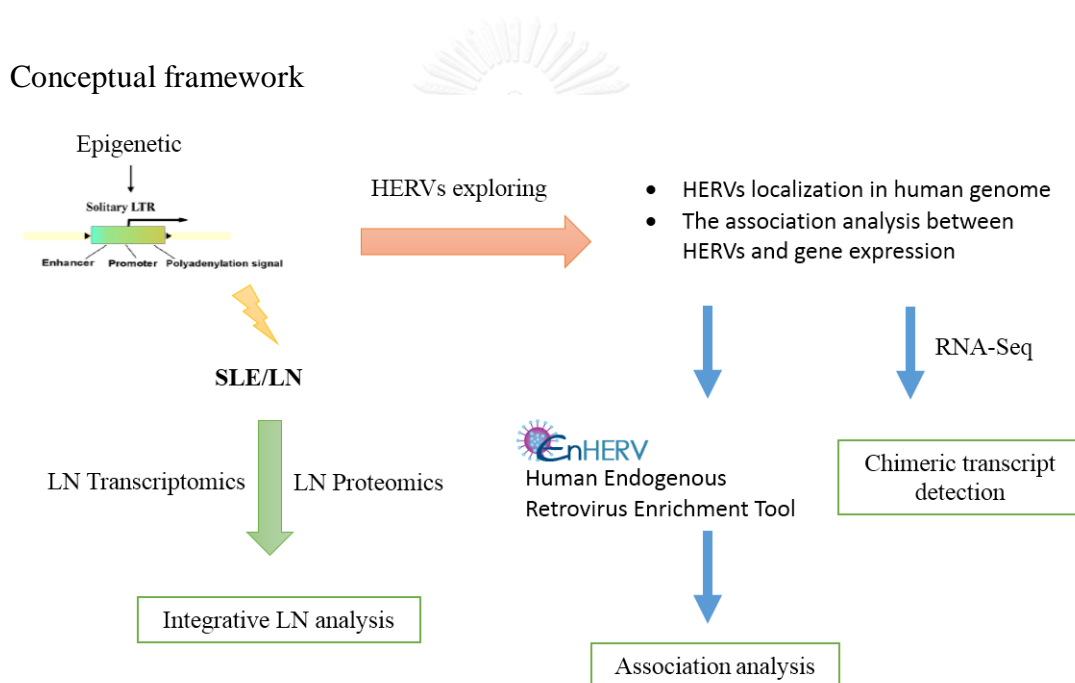 Conceptual framework
Epigenetic
Solitary LTR
Enhancer Promoter Polyadenylation signal
HERVs exploring
• HERVs localization in human genome
• The association analysis between
HERVs and gene expression
SLE/LN
RNA-Seq
LN Transcriptomics
LN Proteomics
EnHERV
Human Endogenous
Retrovirus Enrichment Tool
Chimeric transcript
detection
Integrative LN analysis
Association analysis